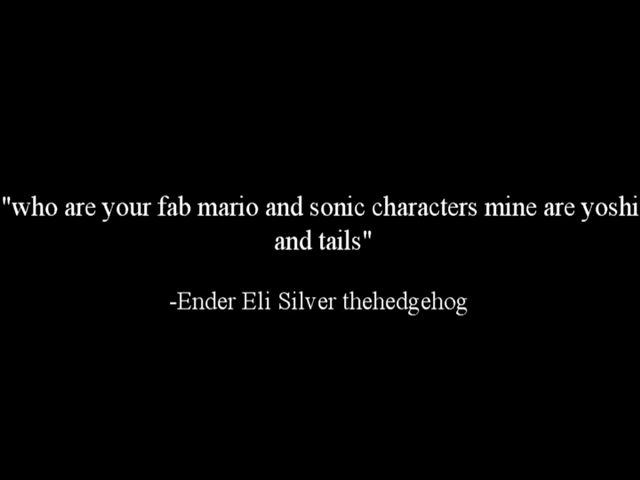 "who are your fab mario and sonic characters mine are yoshi
and tails"
-Ender Eli Silver thehedgehog